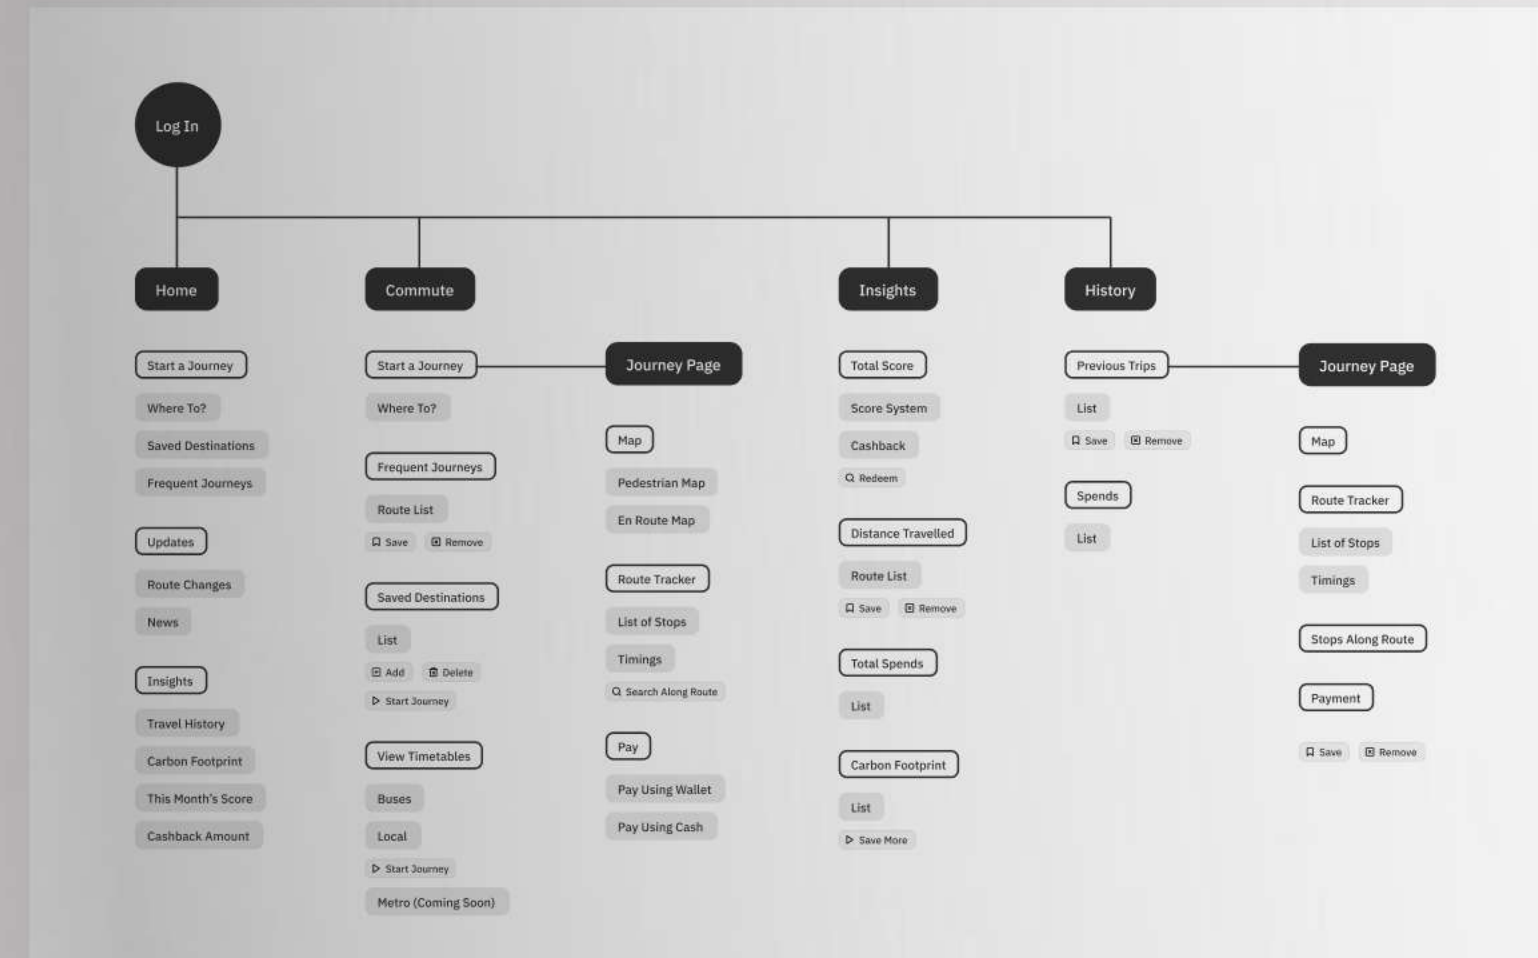 Log In
Home
Commute
Insights
History
Start a Journey
Where To?
Saved Destinations
Frequent Journeys
Updates
Route Changes
News
Insights
Travel History
Carbon Footprint
This Month's Score
Cashback Amount
Start a Journey
Where To?
Frequent Journeys
Route List
Save Remove
Saved Destinations
List
Add Delete
Start Journey
View Timetables
Buses
Local
Start Journey
Metro (Coming Soon)
Journey Page
Map
Pedestrian Map
En Route Map
Route Tracker
List of Stops
Timings
Search Along Route
Pay
Pay Using Wallet
Pay Using Cash
Total Score
Score System
Cashback
Redeem
Distance Travelled
Route List
Save Remove
Total Spends
List
Carbon Footprint
List
Save More
Previous Trips
List
Save Remove
Spends
List
Journey Page
Map
Route Tracker
List of Stops
Timings
Stops Along Route
Payment
Save Remove